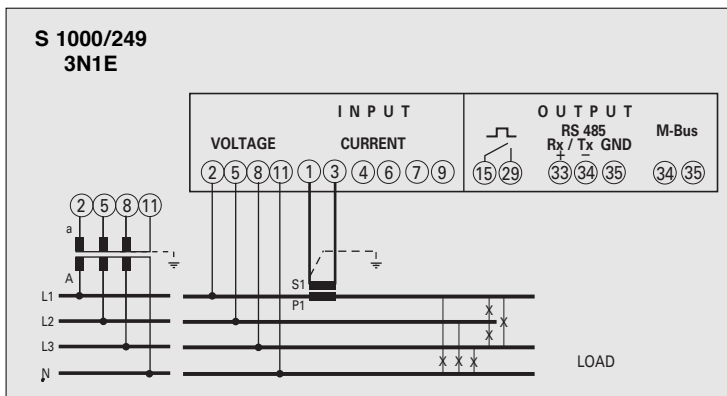 S 1000/249
3N1E
INPUT
OUTPUT
VOLTAGE
CURRENT
RS 485
Rx / Tx GND
+ −
M-Bus
2 5 8 11 1 3 4 6 7 9 15 29 33 34 35 34 35
2 5 8 11
a
A
S1
P1
L1
L2
L3
N
LOAD